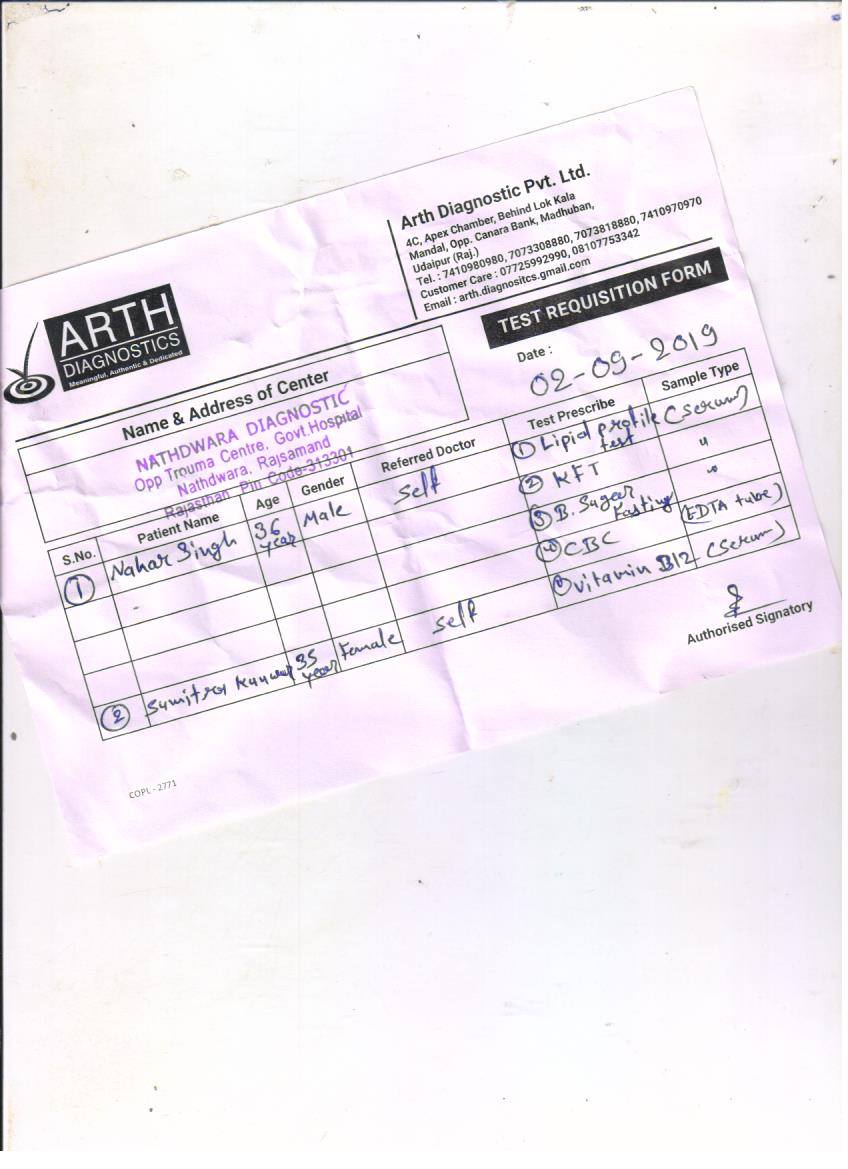 Arth Diagnostic Pvt. Ltd.
4C, Apex Chamber, Behind Lok Kala
Mandal, Opp. Canara Bank, Madhuban,
Udaipur (Raj.)
Tel. : 7410980980, 7073308880, 7073818880, 7410970970
Customer Care : 07725992990, 08107753342
Email : arth.diagnositcs.gmail.com
ARTH
DIAGNOSTICS
Meaningful, Authentic & Dedicated
TEST REQUISITION FORM
Date :
02-09-2019
Name & Address of Center
NATHDWARA DIAGNOSTIC
Opp Trouma Centre, Govt.Hospital
Nathdwara, Rajsamand
Rajasthan, Pin Code-313301
S.No. Patient Name Age Gender Referred Doctor Test Prescribe Sample Type
① Nahar Singh 36 year Male self ① Lipid profile test (serum)
② KFT "
③ B. Sugar Fasting "
CBC (EDTA tube)
② Sumitra Kunwar 35 year Female self vitamin B12 (serum)
Authorised Signatory
COPL - 2771